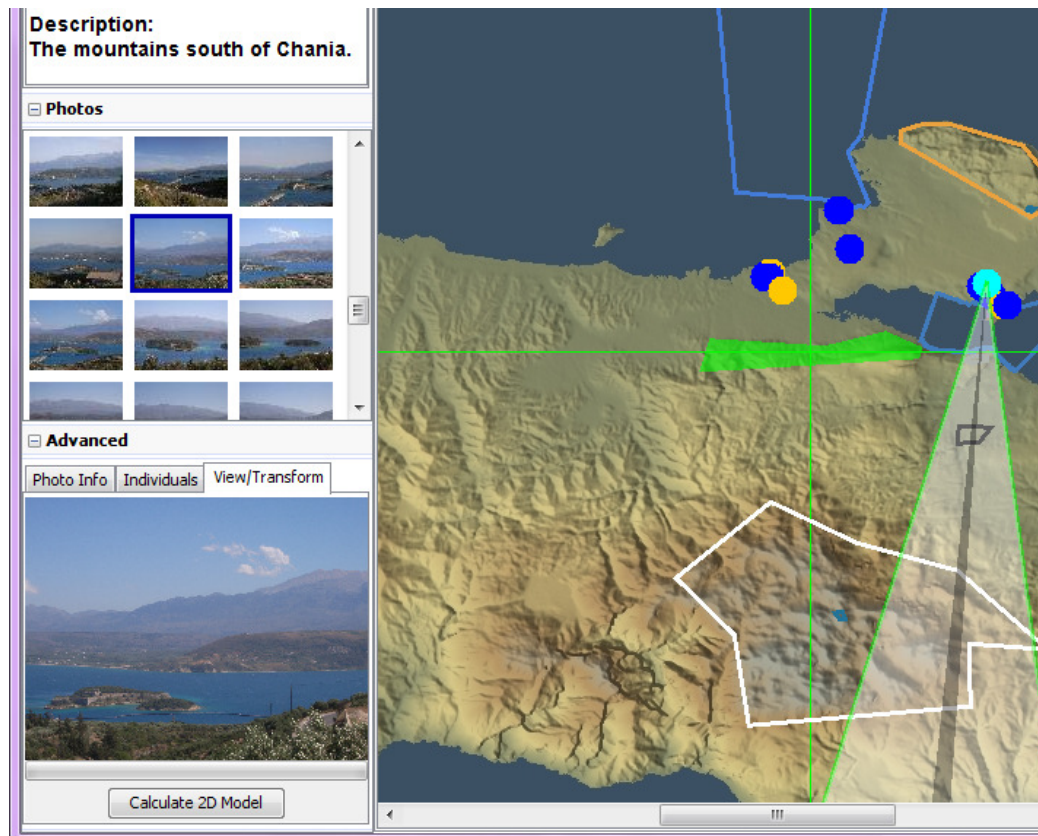 Description:
The mountains south of Chania.
Photos
Advanced
Photo Info
Individuals
View/Transform
Calculate 2D Model